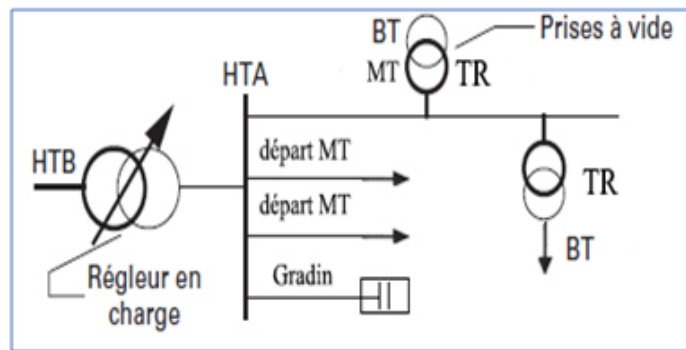 BT
Prises à vide
MT
TR
HTA
HTB
départ MT
TR
départ MT
BT
Gradin
Régleur en
charge